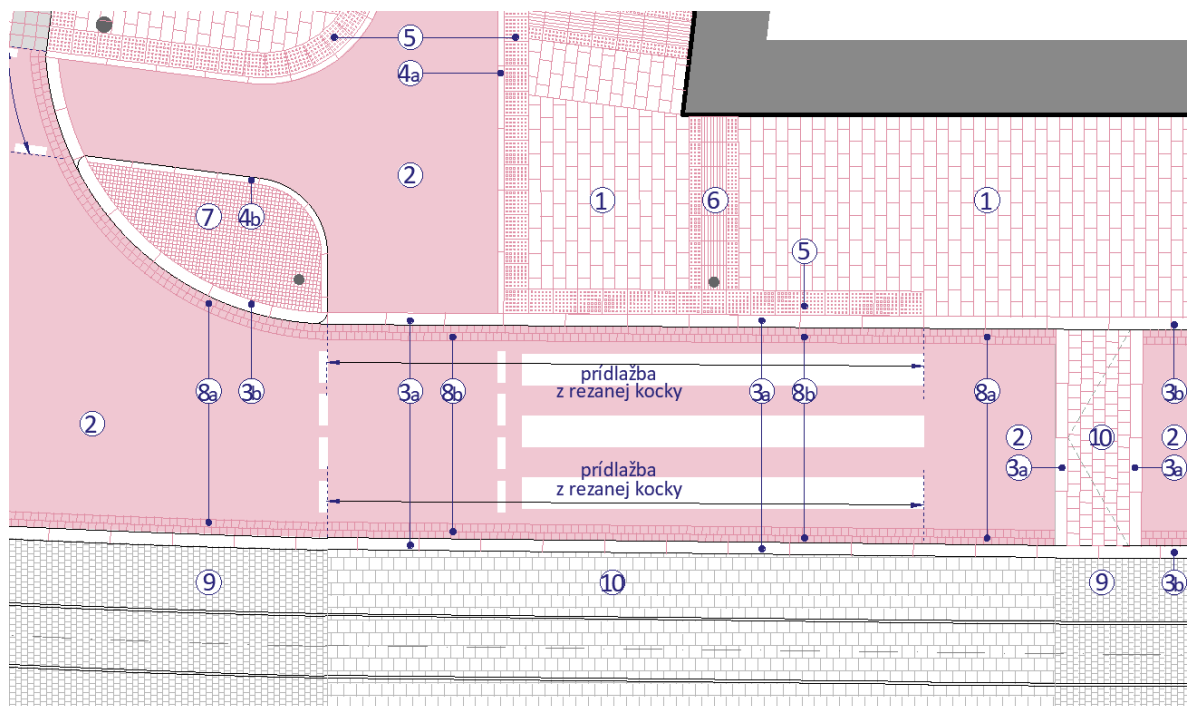 5
4a
2
1
6
1
7
4b
5
prídlažba
z rezanej kocky
8a
3b
3a
8b
3a
8b
8a
3b
2
2
10
2
3a
3a
prídlažba
z rezanej kocky
9
10
9
3b